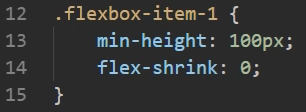 12 .flexbox-item-1 {
13     min-height: 100px;
14     flex-shrink: 0;
15 }